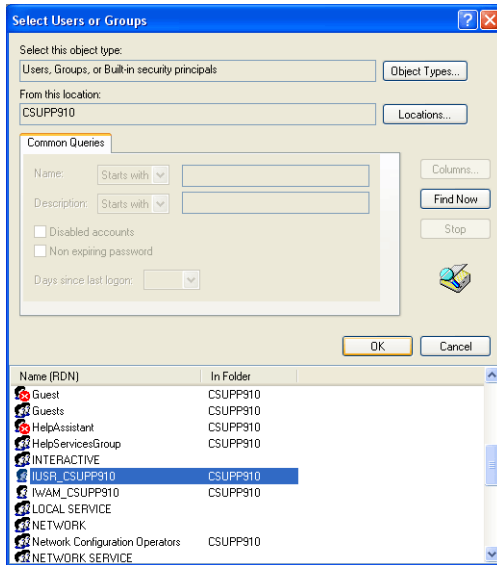 Select Users or Groups
Select this object type:
Users, Groups, or Built-in security principals
Object Types...
From this location:
CSUPP910
Locations...
Common Queries
Name: Starts with
Description: Starts with
Disabled accounts
Non expiring password
Days since last logon:
Columns...
Find Now
Stop
OK Cancel
Name (RDN) In Folder
Guest CSUPP910
Guests CSUPP910
HelpAssistant CSUPP910
HelpServicesGroup CSUPP910
INTERACTIVE
IUSR_CSUPP910 CSUPP910
IWAM_CSUPP910 CSUPP910
LOCAL SERVICE
NETWORK
Network Configuration Operators CSUPP910
NETWORK SERVICE